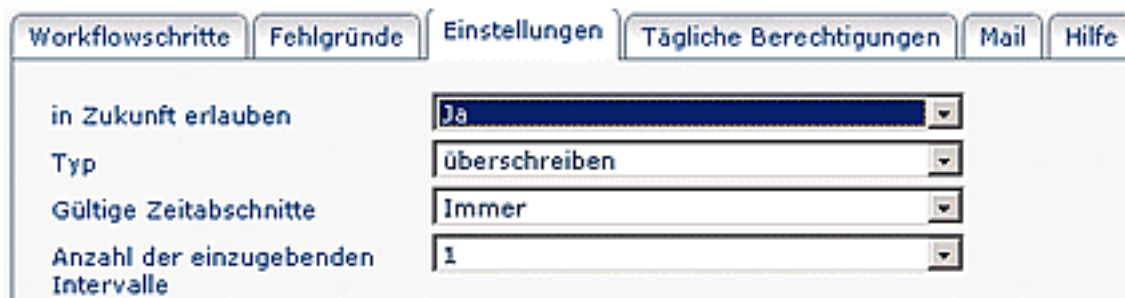 Workflowschritte Fehlgründe Einstellungen Tägliche Berechtigungen Mail Hilfe
in Zukunft erlauben Ja
Typ überschreiben
Gültige Zeitabschnitte Immer
Anzahl der einzugebenden 1
Intervalle